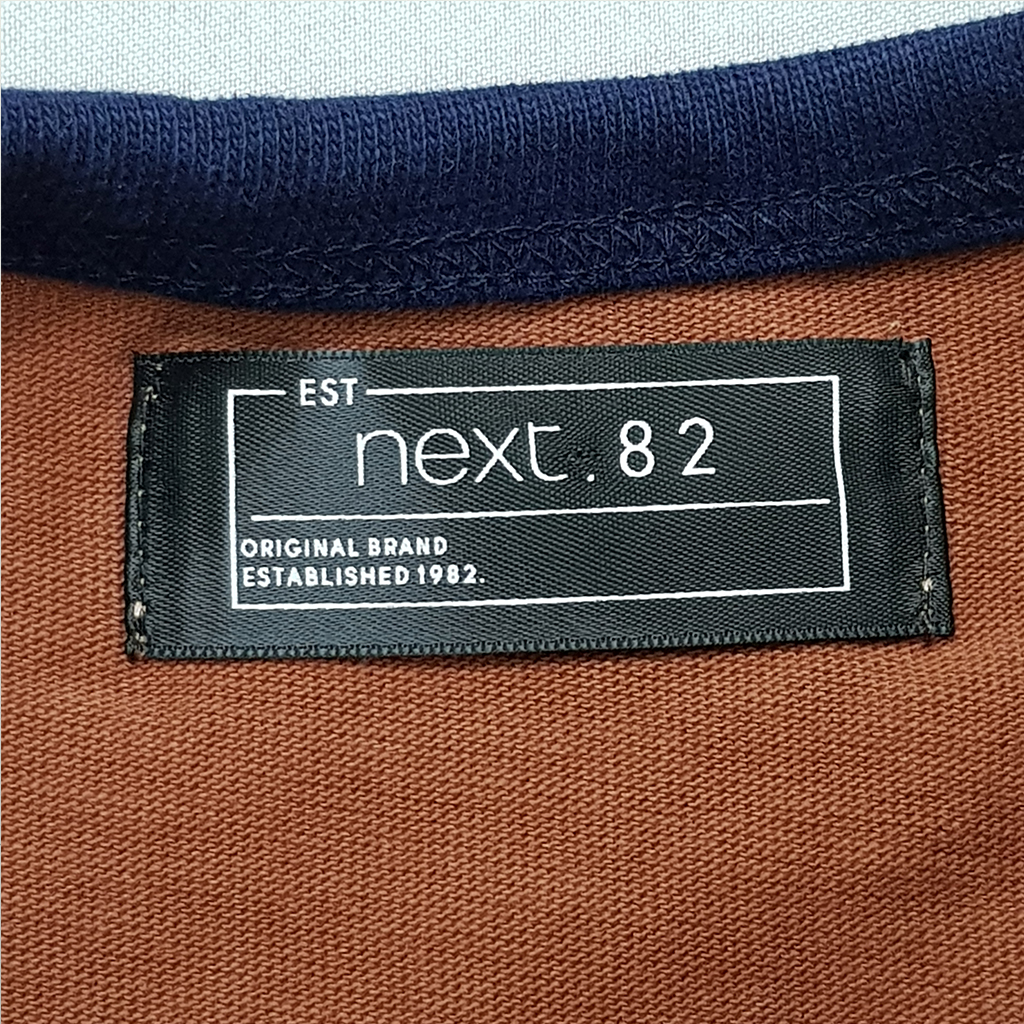 EST
next. 82
ORIGINAL BRAND
ESTABLISHED 1982.